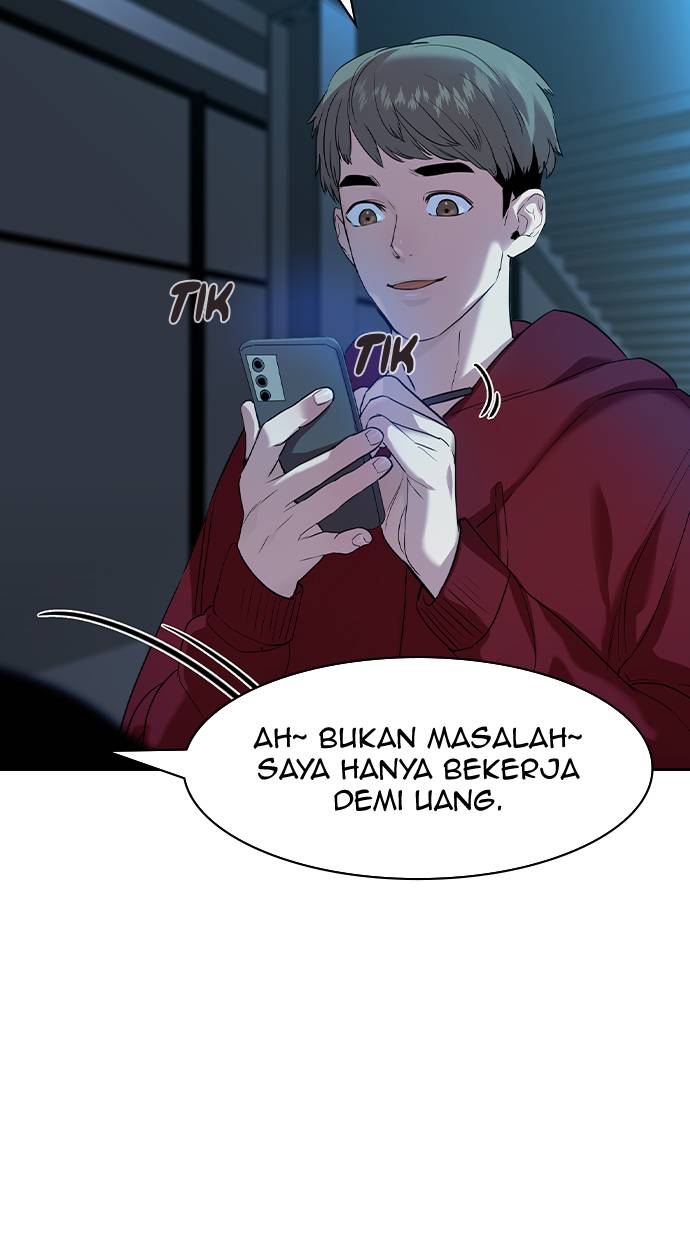 TIK
TIK
AH~ BUKAN MASALAH~
SAYA HANYA BEKERJA
DEMI UANG.